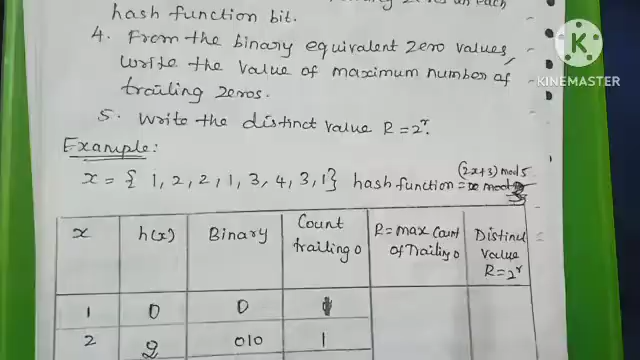 hash function bit.
4. From the binary equivalent zero values, write the value of maximum number of trailing zeros.
5. Write the distinct value R = 2^r.
Example:
x = { 1, 2, 2, 1, 3, 4, 3, 1} hash function = (2x+3) mod 5
x h(x) Binary Count trailing 0 R = max Count of Trailing 0 Distinct Value R = 2^r
1 0 0
2 2 010 1
KINEMASTER